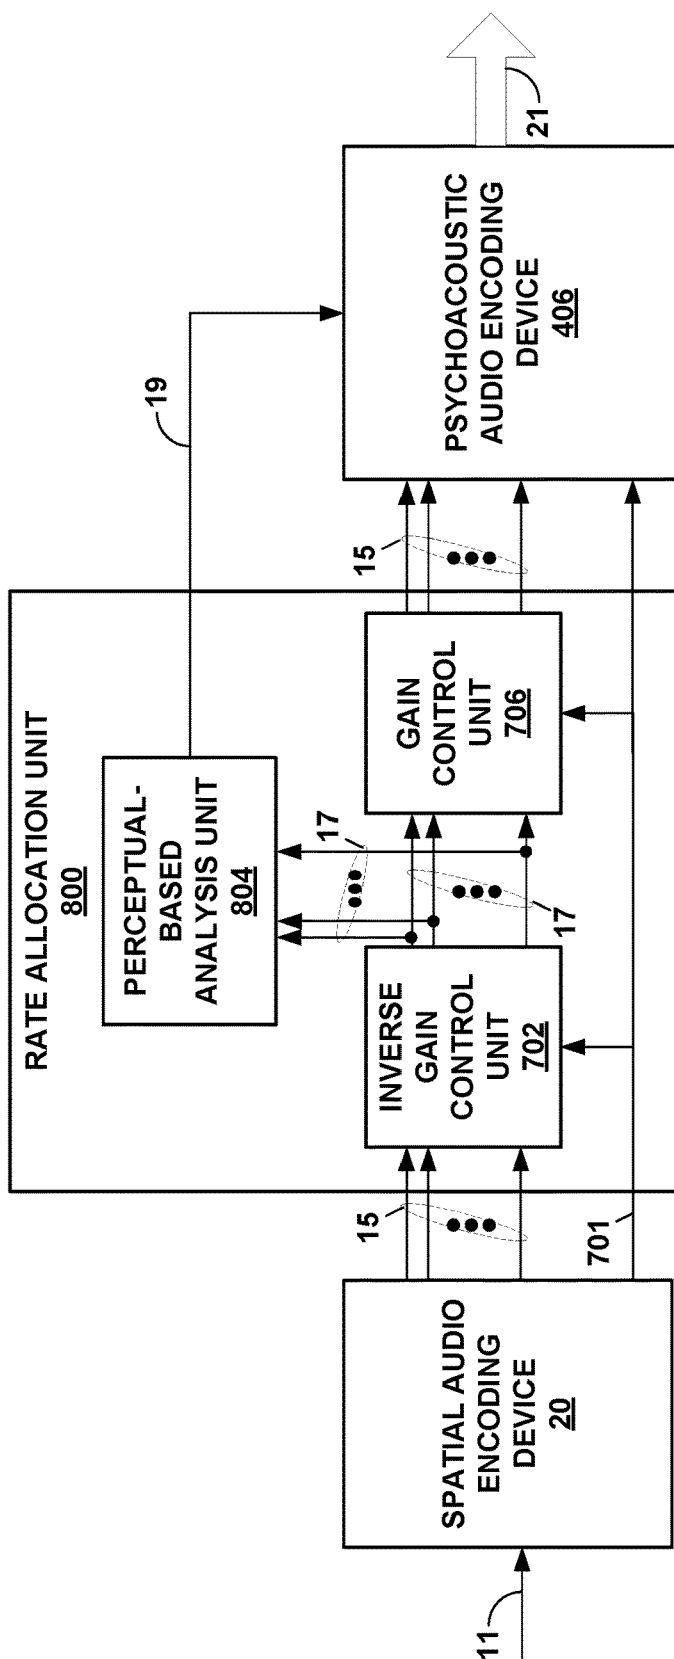 RATE ALLOCATION UNIT
800
PERCEPTUAL-
BASED
ANALYSIS UNIT
804
19
17
11
SPATIAL AUDIO
ENCODING
DEVICE
20
15
701
INVERSE
GAIN
CONTROL
UNIT
702
17
GAIN
CONTROL
UNIT
706
15
PSYCHOACOUSTIC
AUDIO ENCODING
DEVICE
406
21